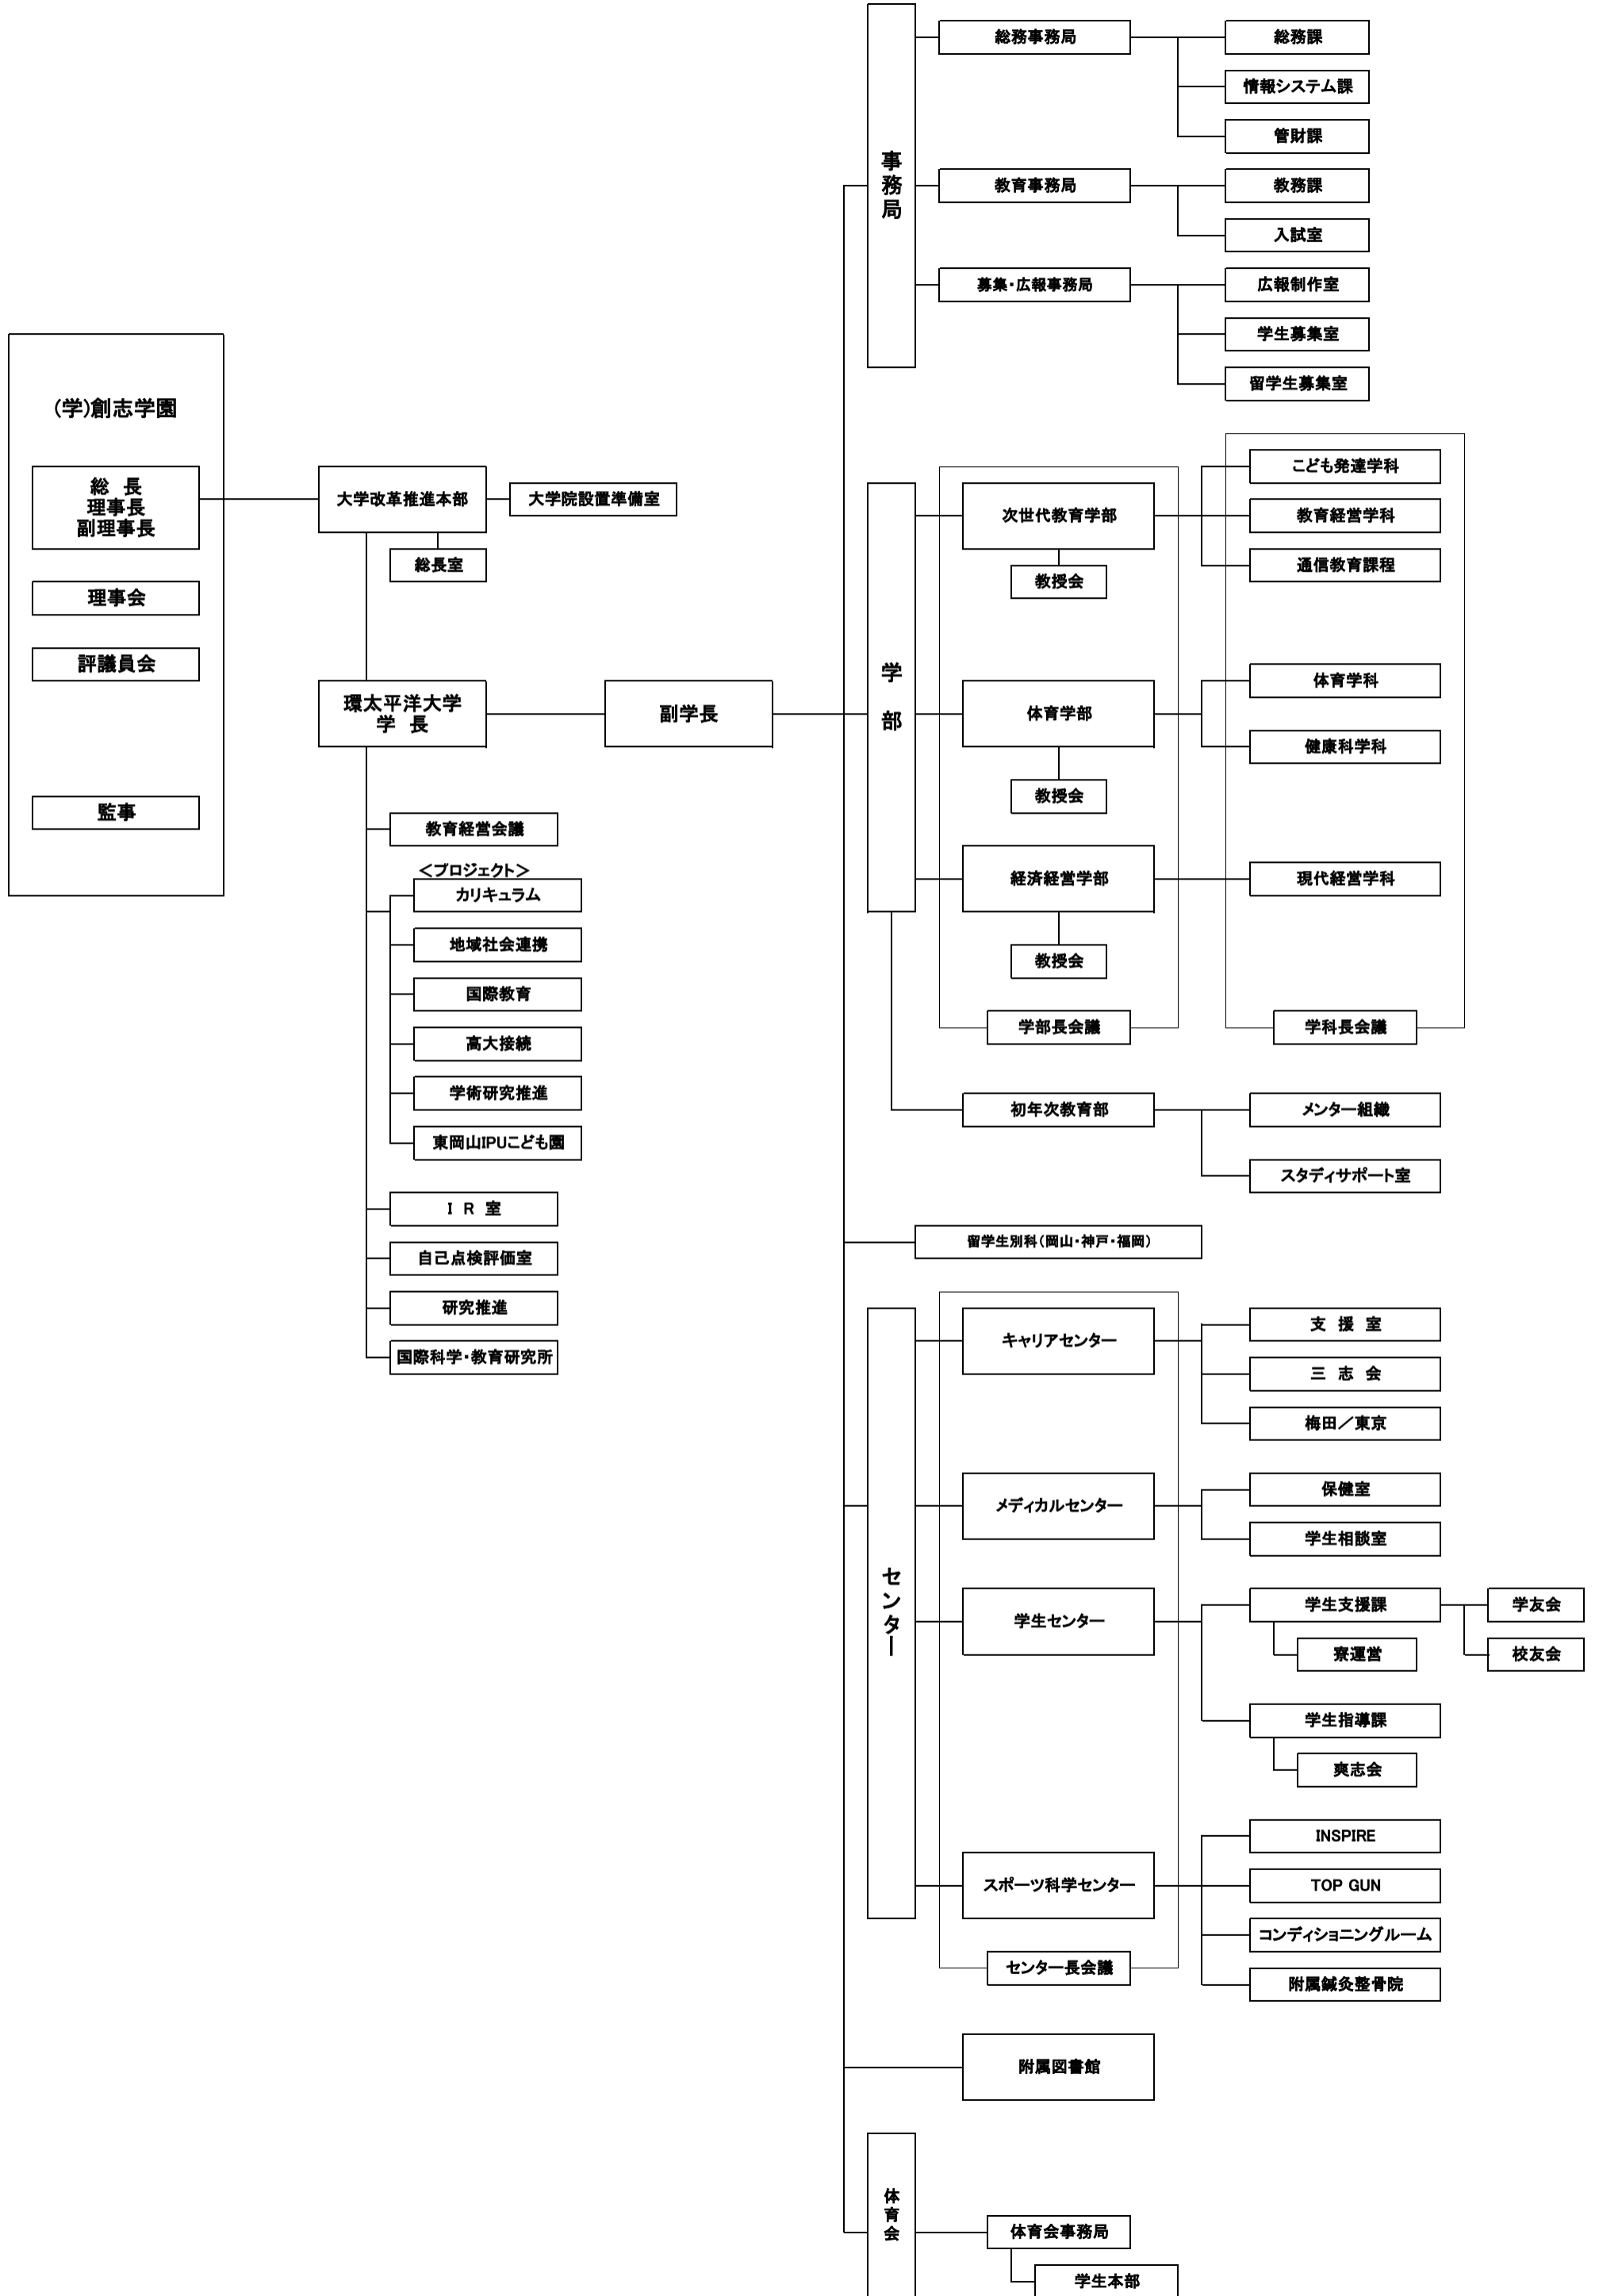 (学)創志学園
総　長
理事長
副理事長
理事会
評議員会
監事
大学改革推進本部
大学院設置準備室
総長室
環太平洋大学
学　長
副学長
教育経営会議
＜プロジェクト＞
カリキュラム
地域社会連携
国際教育
高大接続
学術研究推進
東岡山IPUこども園
Ｉ　Ｒ　室
自己点検評価室
研究推進
国際科学・教育研究所
事務局
総務事務局
総務課
情報システム課
管財課
教育事務局
教務課
入試室
募集・広報事務局
広報制作室
学生募集室
留学生募集室
学部
次世代教育学部
教授会
こども発達学科
教育経営学科
通信教育課程
体育学部
教授会
体育学科
健康科学科
経済経営学部
教授会
現代経営学科
学部長会議
学科長会議
初年次教育部
メンター組織
スタディサポート室
留学生別科（岡山・神戸・福岡）
センター
キャリアセンター
支　援　室
三　志　会
梅田／東京
メディカルセンター
保健室
学生相談室
学生センター
学生支援課
学友会
寮運営
校友会
学生指導課
爽志会
スポーツ科学センター
INSPIRE
TOP GUN
コンディショニングルーム
附属鍼灸整骨院
センター長会議
附属図書館
体育会
体育会事務局
学生本部